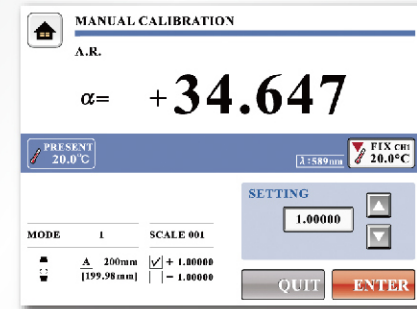 MANUAL CALIBRATION
A.R.
α= +34.647
PRESENT
20.0°C
λ:589nm
FIX CH1
20.0°C
SETTING
1.00000
MODE 1 SCALE 001
A 200mm + 1.00000
[199.98mm] - 1.00000
QUIT ENTER